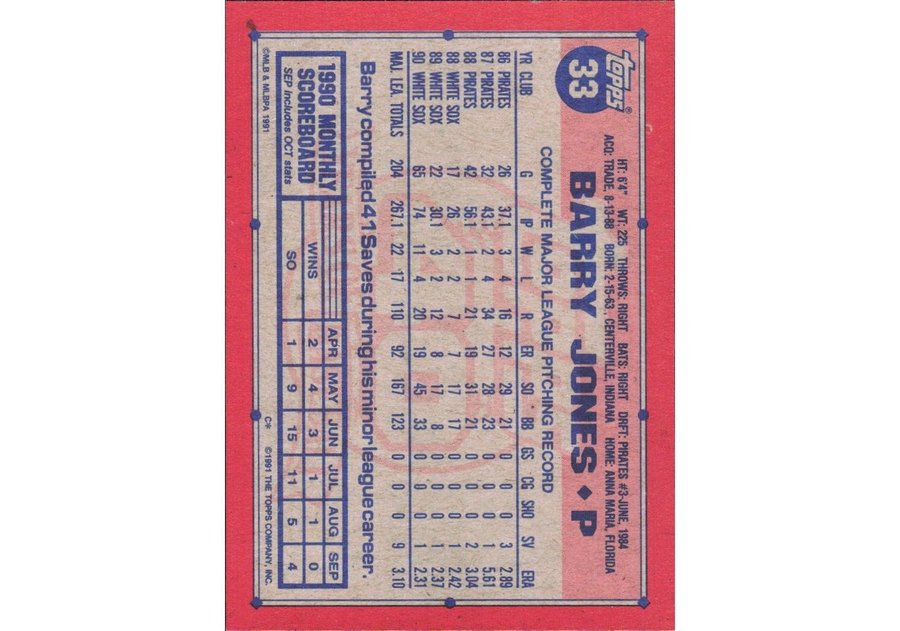 topps®
33
HT: 6'4" WT: 225 THROWS: RIGHT BATS: RIGHT DRFT: PIRATES #3-JUNE, 1984
ACQ: TRADE, 8-13-88 BORN: 2-15-63, CENTERVILLE, INDIANA HOME: ANNA MARIA, FLORIDA
BARRY JONES ◆ P
COMPLETE MAJOR LEAGUE PITCHING RECORD
YR CLUB G IP W L R ER SO BB GS CG SHO SV ERA
86 PIRATES 26 37.1 3 4 16 12 29 21 0 0 0 3 2.89
87 PIRATES 32 43.1 2 4 34 27 28 23 0 0 0 1 5.61
88 PIRATES 42 56.1 1 1 21 19 31 21 0 0 0 2 3.04
88 WHITE SOX 17 26 2 2 7 7 17 17 0 0 0 1 2.42
89 WHITE SOX 22 30.1 3 2 12 8 17 8 0 0 0 1 2.37
90 WHITE SOX 65 74 11 4 20 19 45 33 0 0 0 1 2.31
MAJ. LEA. TOTALS 204 267.1 22 17 110 92 167 123 0 0 0 9 3.10
Barry compiled 41 Saves during his minor league career.
1990 MONTHLY
SCOREBOARD
SEP includes OCT stats
APR MAY JUN JUL AUG SEP
WINS 2 4 3 1 1 0
SO 1 9 15 11 5 4
©MLB & MLBPA 1991
C* ©1991 THE TOPPS COMPANY, INC.